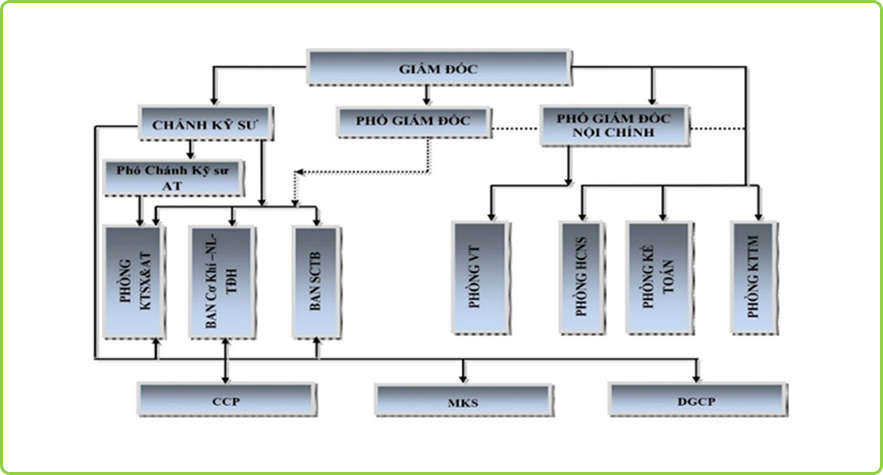 GIÁM ĐỐC
CHÁNH KỸ SƯ
PHÓ GIÁM ĐỐC
PHÓ GIÁM ĐỐC
NỘI CHÍNH
Phó Chánh Kỹ sư
AT
PHÒNG
KTSX&AT
BAN Cơ Khí –NL-
TĐH
BAN SCTB
PHÒNG VT
PHÒNG HCNS
PHÒNG KẾ
TOÁN
PHÒNG KTTM
CCP
MKS
DGCP